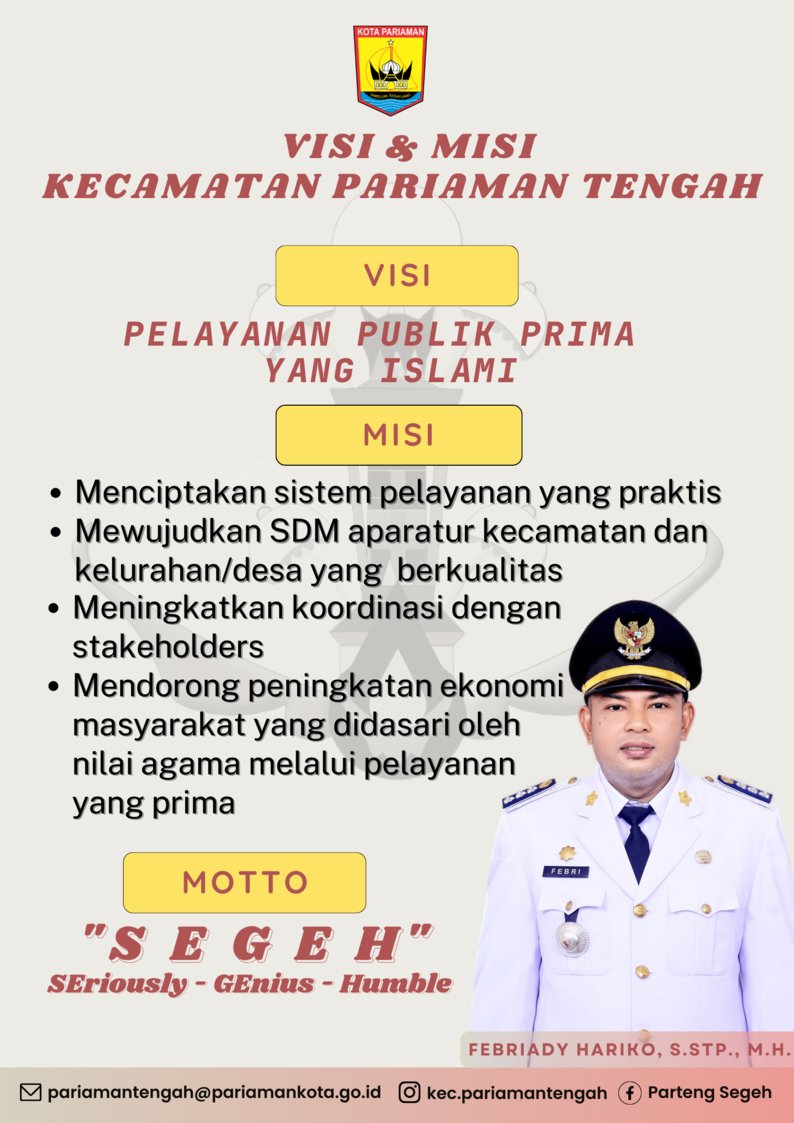 KOTA PARIAMAN
VISI & MISI
KECAMATAN PARIAMAN TENGAH
VISI
PELAYANAN PUBLIK PRIMA
YANG ISLAMI
MISI
• Menciptakan sistem pelayanan yang praktis
• Mewujudkan SDM aparatur kecamatan dan
kelurahan/desa yang berkualitas
• Meningkatkan koordinasi dengan
stakeholders
• Mendorong peningkatan ekonomi
masyarakat yang didasari oleh
nilai agama melalui pelayanan
yang prima
FEBRI
MOTTO
"S E G E H"
SEriously - GEnius - Humble
FEBRIADY HARIKO, S.STP., M.H.
pariamantengah@pariamankota.go.id kec.pariamantengah Parteng Segeh